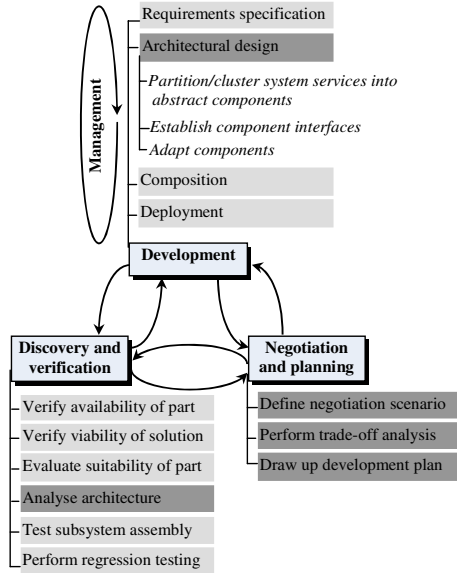 Requirements specification
Architectural design
Partition/cluster system services into
abstract components
Establish component interfaces
Adapt components
Management
Composition
Deployment
Development
Discovery and
verification
Negotiation
and planning
Verify availability of part
Verify viability of solution
Evaluate suitability of part
Analyse architecture
Test subsystem assembly
Perform regression testing
Define negotiation scenario
Perform trade-off analysis
Draw up development plan